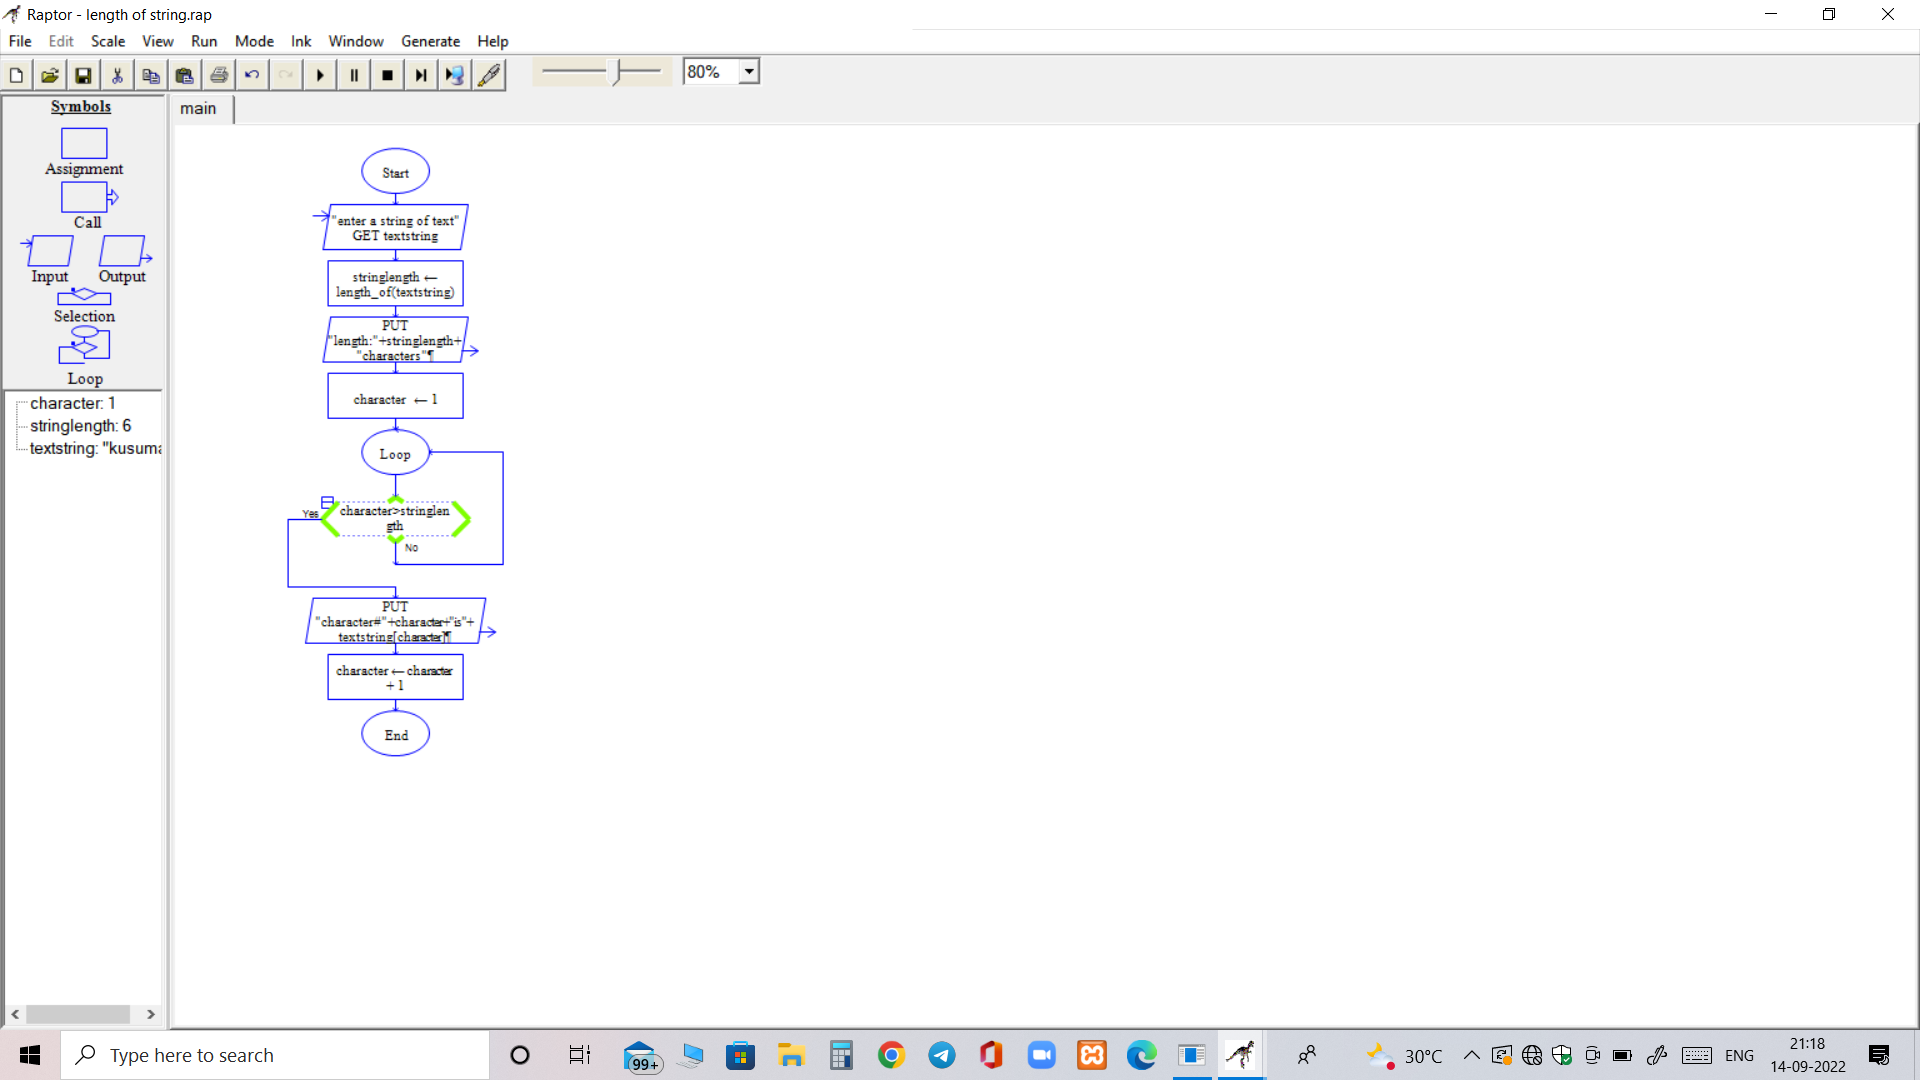 Raptor - length of string.rap
File Edit Scale View Run Mode Ink Window Generate Help
80%
Symbols
main
Assignment
Call
Input Output
Selection
Loop
character: 1
stringlength: 6
textstring: "kusuma
Start
"enter a string of text"
GET textstring
stringlength ←
length_of(textstring)
PUT
"length:"+stringlength+
"characters"¶
character ← 1
Loop
Yes
character>stringlen
gth
No
PUT
"character#"+character+"is"+
textstring[character]¶
character ← character
+ 1
End
Type here to search
99+
30°C
ENG
21:18
14-09-2022